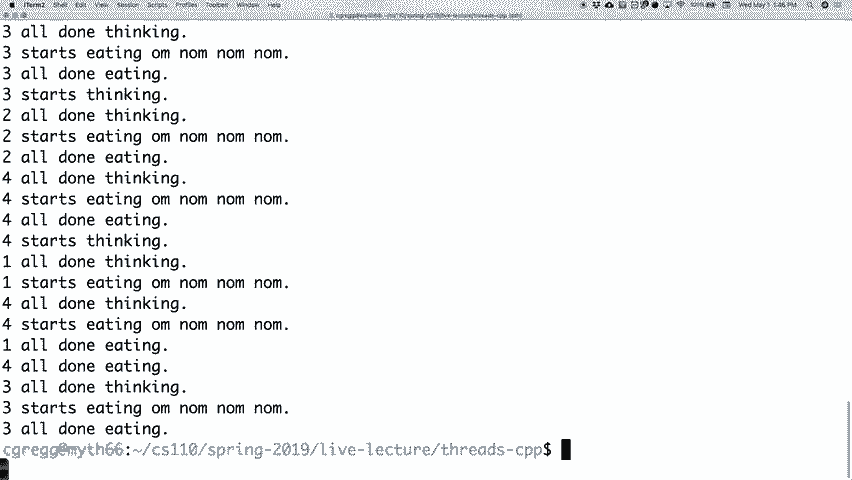 iTerm2 Shell Edit View Session Scripts Profiles Toolbelt Window Help Wed May 1 1:46 PM
3 all done thinking.
3 starts eating om nom nom nom.
3 all done eating.
3 starts thinking.
2 all done thinking.
2 starts eating om nom nom nom.
2 all done eating.
4 all done thinking.
4 starts eating om nom nom nom.
4 all done eating.
4 starts thinking.
1 all done thinking.
1 starts eating om nom nom nom.
4 all done thinking.
4 starts eating om nom nom nom.
1 all done eating.
4 all done eating.
3 all done thinking.
3 starts eating om nom nom nom.
3 all done eating.
cgregg@myth66:~/cs110/spring-2019/live-lecture/threads-cpp$